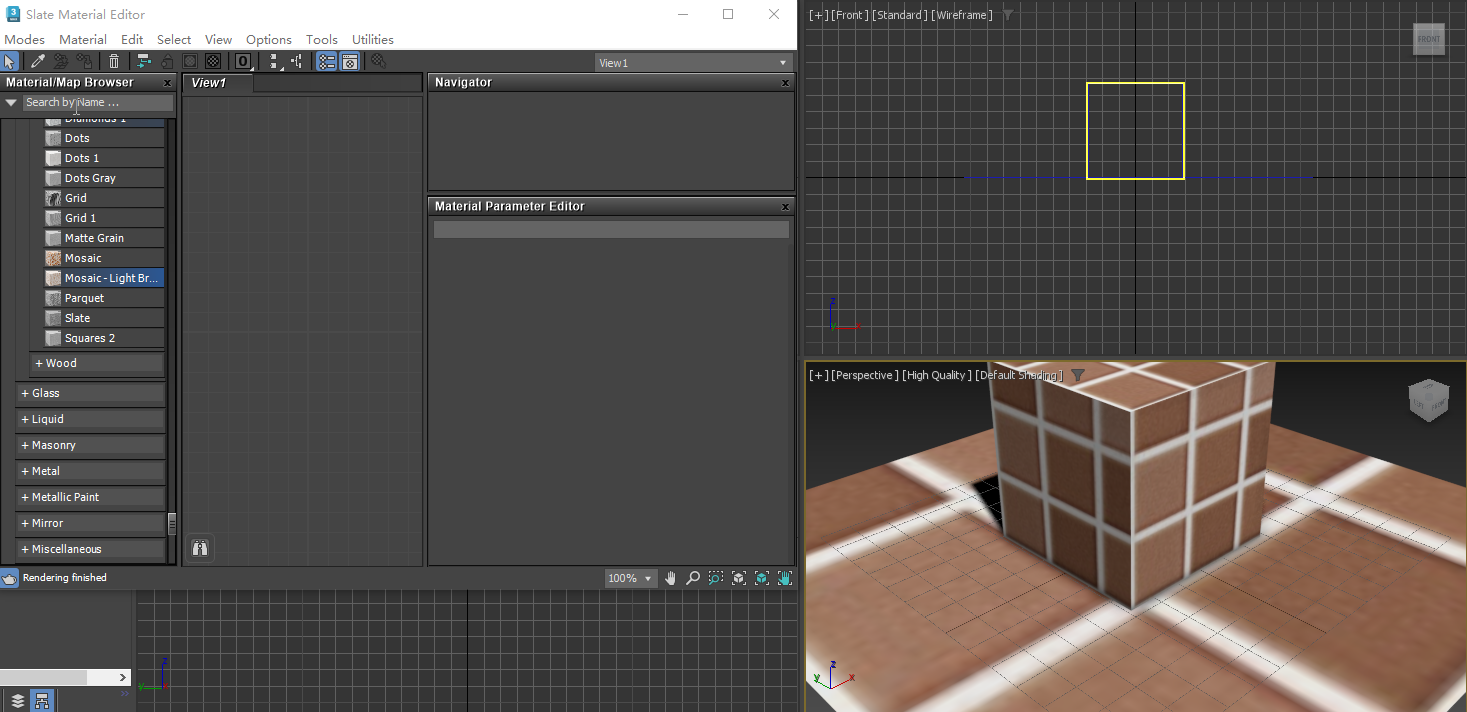 Slate Material Editor
Modes Material Edit Select View Options Tools Utilities
0
View1
Material/Map Browser x
Search by Name ...
Diamonds 1
Dots
Dots 1
Dots Gray
Grid
Grid 1
Matte Grain
Mosaic
Mosaic - Light Br...
Parquet
Slate
Squares 2
+ Wood
+ Glass
+ Liquid
+ Masonry
+ Metal
+ Metallic Paint
+ Mirror
+ Miscellaneous
View1
Navigator x
Material Parameter Editor x
Rendering finished
100%
z
y
[+] [Front] [Standard] [Wireframe]
FRONT
z
[+] [Perspective] [High Quality] [Default Shading]
FRONT
z
y
x